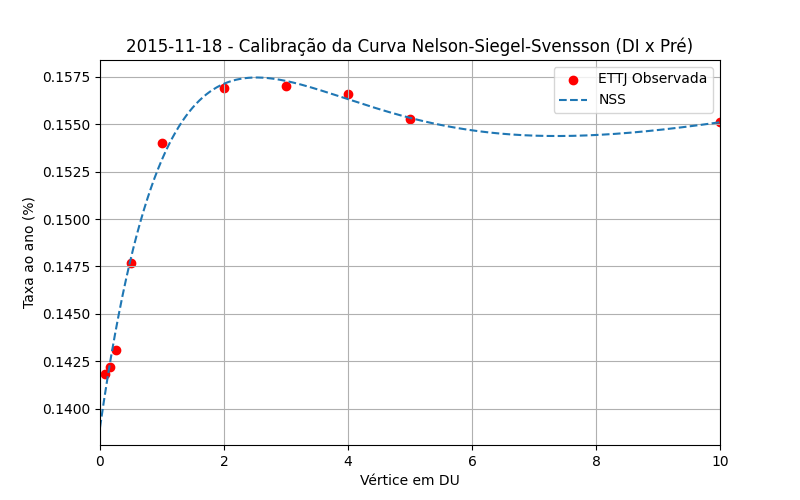 2015-11-18 - Calibração da Curva Nelson-Siegel-Svensson (DI x Pré)
ETTJ Observada
NSS
Taxa ao ano (%)
0.1575
0.1550
0.1525
0.1500
0.1475
0.1450
0.1425
0.1400
0 2 4 6 8 10
Vértice em DU